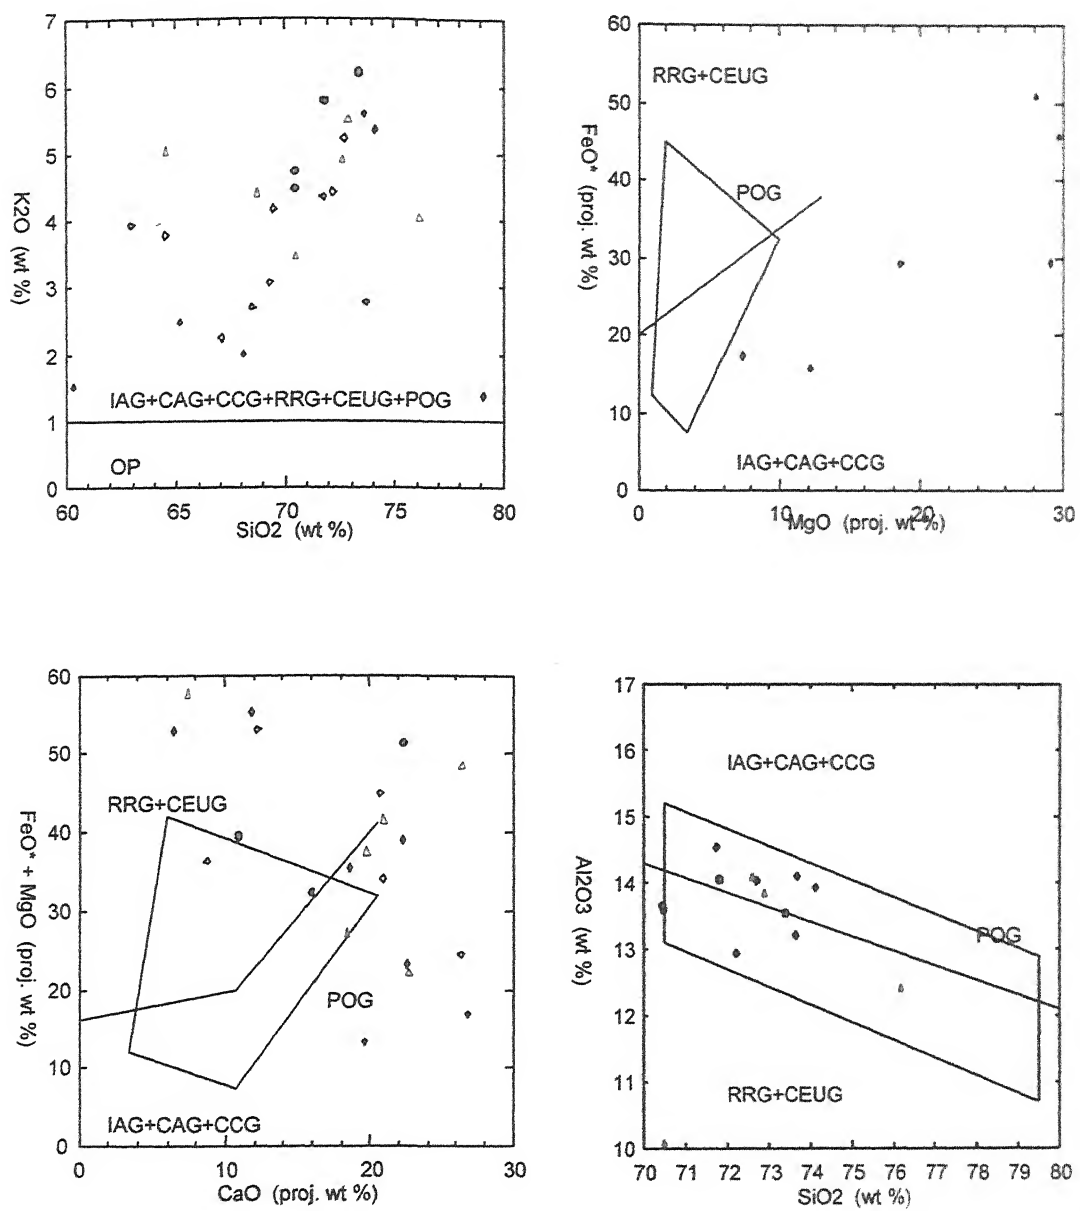 7
6
5
4
3
2
1
0
K2O (wt %)
IAG+CAG+CCG+RRG+CEUG+POG
OP
60 65 70 75 80
SiO2 (wt %)
60
50
40
30
20
10
0
FeO* (proj. wt %)
RRG+CEUG
POG
IAG+CAG+CCG
0 10 20 30
MgO (proj. wt %)
60
50
40
30
20
10
0
FeO* + MgO (proj. wt %)
RRG+CEUG
POG
IAG+CAG+CCG
0 10 20 30
CaO (proj. wt %)
17
16
15
14
13
12
11
10
Al2O3 (wt %)
IAG+CAG+CCG
POG
RRG+CEUG
70 71 72 73 74 75 76 77 78 79 80
SiO2 (wt %)